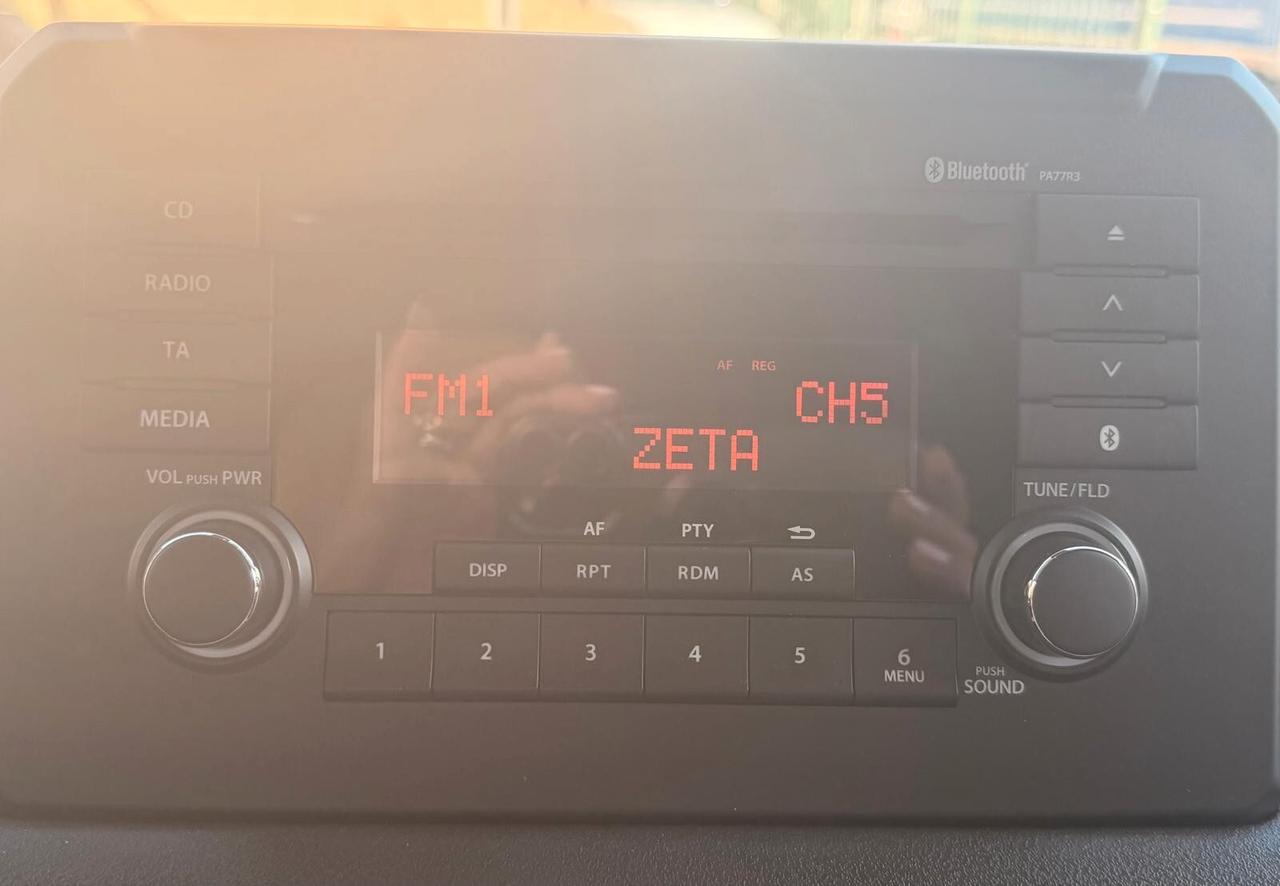 Bluetooth® PA77R3
CD
RADIO
TA
MEDIA
AF REG
FM1 CH5
ZETA
VOL PUSH PWR
TUNE/FLD
AF PTY
DISP RPT RDM AS
1 2 3 4 5 6
MENU
PUSH
SOUND